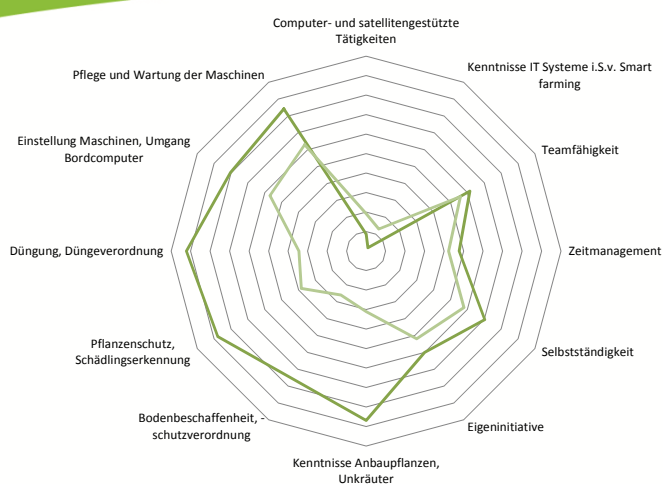 Computer- und satellitengestützte
Tätigkeiten
Kenntnisse IT Systeme i.S.v. Smart
farming
Teamfähigkeit
Zeitmanagement
Selbstständigkeit
Eigeninitiative
Kenntnisse Anbaupflanzen,
Unkräuter
Bodenbeschaffenheit, -
schutzverordnung
Pflanzenschutz,
Schädlingserkennung
Düngung, Düngeverordnung
Einstellung Maschinen, Umgang
Bordcomputer
Pflege und Wartung der Maschinen